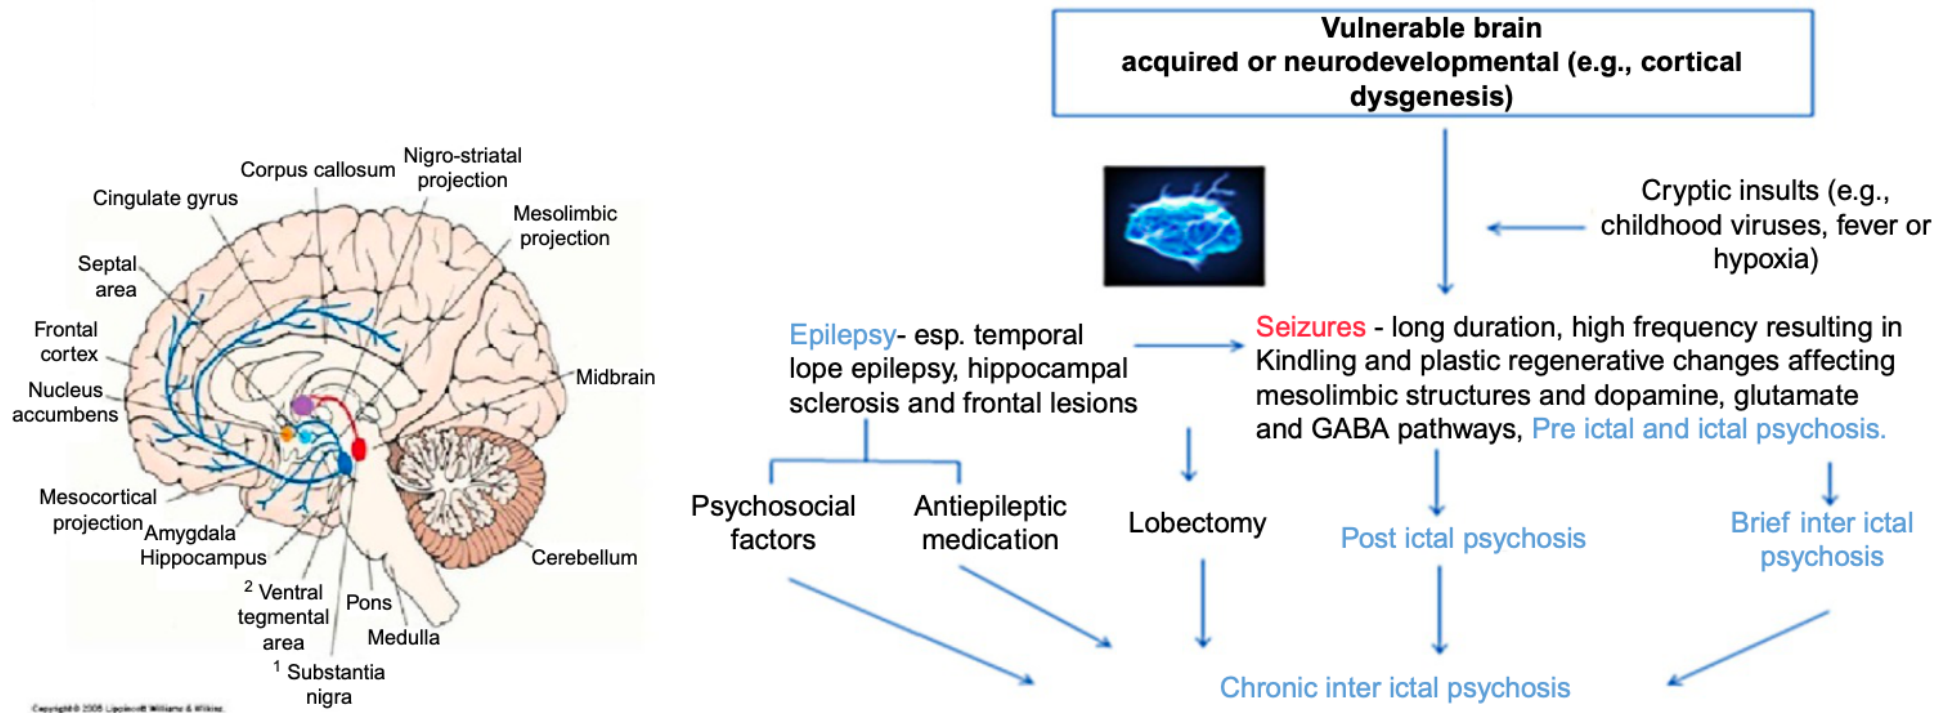 Corpus callosum
Nigro-striatal
projection
Cingulate gyrus
Mesolimbic
projection
Septal
area
Frontal
cortex
Nucleus
accumbens
Midbrain
Mesocortical
projection
Amygdala
Hippocampus
Cerebellum
2 Ventral
tegmental
area
Pons
Medulla
1 Substantia
nigra
Copyright © 2005 Lippincott Williams & Wilkins.
Vulnerable brain
acquired or neurodevelopmental (e.g., cortical
dysgenesis)
Cryptic insults (e.g.,
childhood viruses, fever or
hypoxia)
Epilepsy- esp. temporal
lope epilepsy, hippocampal
sclerosis and frontal lesions
Seizures - long duration, high frequency resulting in
Kindling and plastic regenerative changes affecting
mesolimbic structures and dopamine, glutamate
and GABA pathways, Pre ictal and ictal psychosis.
Psychosocial
factors
Antiepileptic
medication
Lobectomy
Post ictal psychosis
Brief inter ictal
psychosis
Chronic inter ictal psychosis